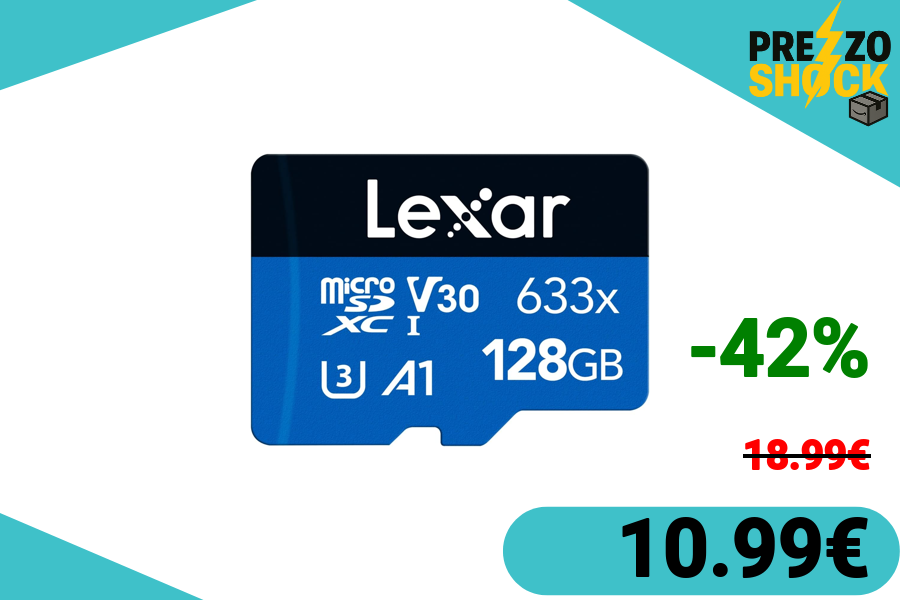 PREZZO
SHOCK
Lexar
micro SD XC I V30 633x
128GB
U3 A1
-42%
18.99€
10.99€